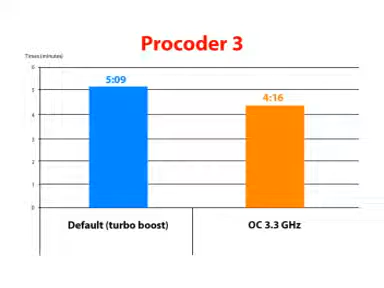 Procoder 3
Times (minutes)
6
5:09
5
4:16
4
3
2
1
0
Default (turbo boost)
OC 3.3 GHz